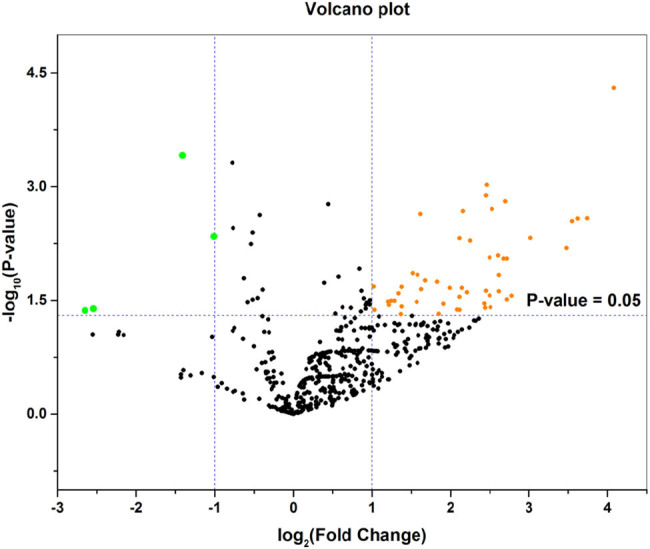 Volcano plot
-log10(P-value)
4.5
3.0
1.5
0.0
P-value = 0.05
-3 -2 -1 0 1 2 3 4
log2(Fold Change)